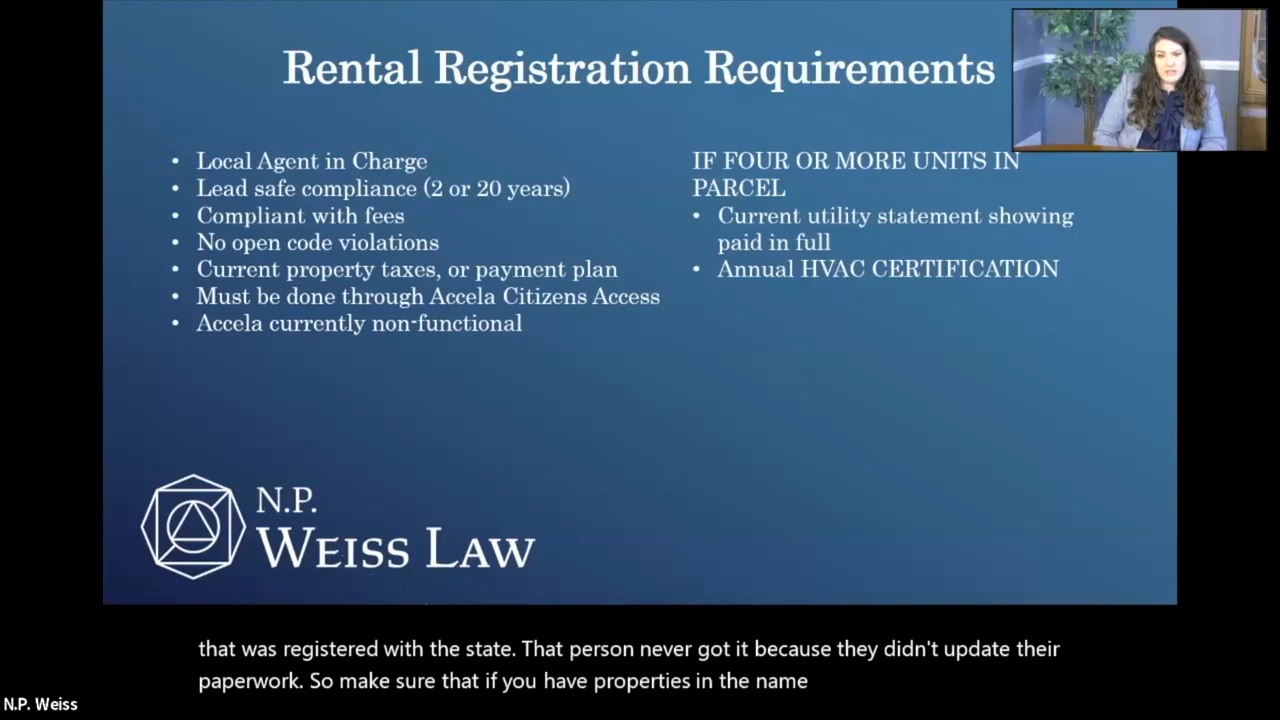 Rental Registration Requirements
• Local Agent in Charge
• Lead safe compliance (2 or 20 years)
• Compliant with fees
• No open code violations
• Current property taxes, or payment plan
• Must be done through Accela Citizens Access
• Accela currently non-functional
IF FOUR OR MORE UNITS IN
PARCEL
• Current utility statement showing
paid in full
• Annual HVAC CERTIFICATION
N.P.
WEISS LAW
that was registered with the state. That person never got it because they didn't update their
paperwork. So make sure that if you have properties in the name
N.P. Weiss